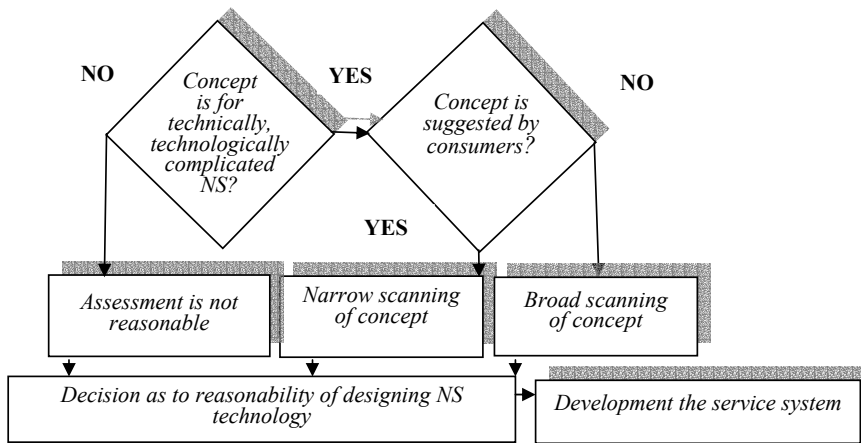 NO
Concept
is for
technically,
technologically
complicated
NS?
YES
Concept is
suggested by
consumers?
NO
YES
Assessment is not
reasonable
Narrow scanning
of concept
Broad scanning
of concept
Decision as to reasonability of designing NS
technology
Development the service system